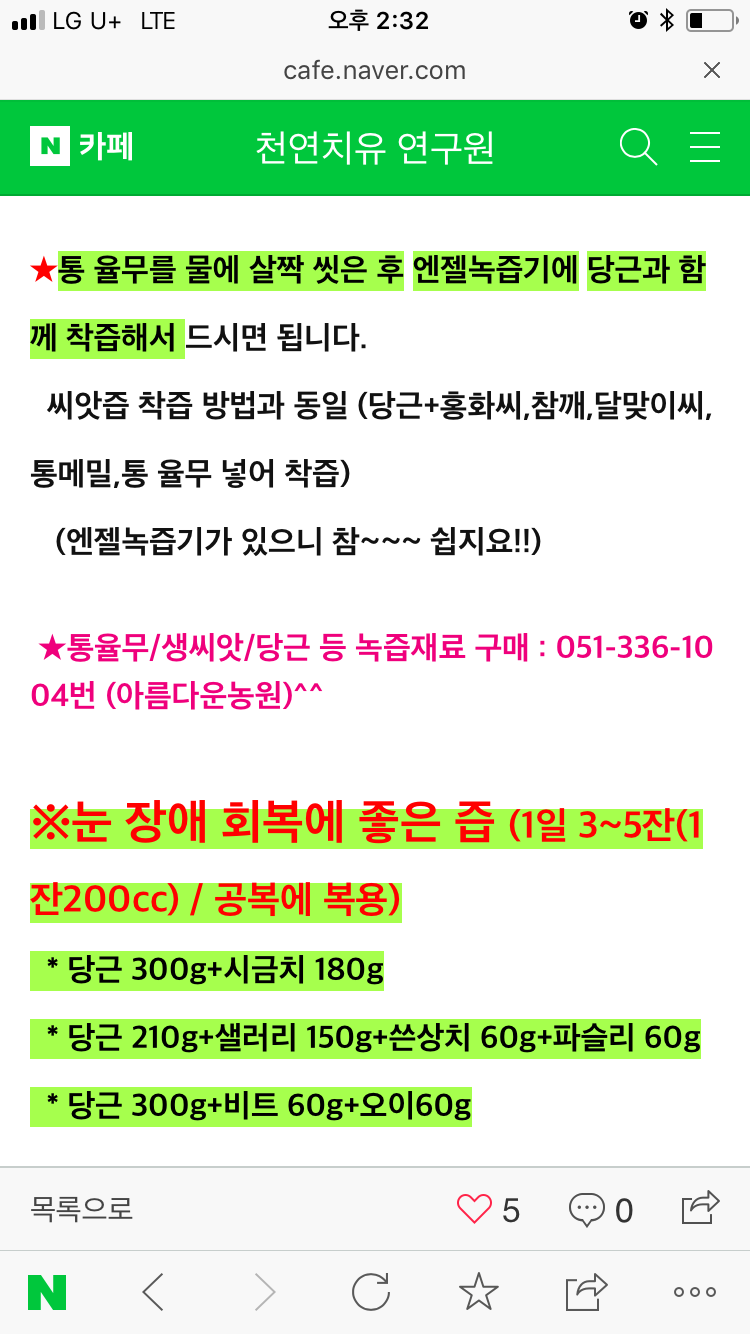 LG U+ LTE 오후 2:32
cafe.naver.com
N 카페 천연치유 연구원
★통 율무를 물에 살짝 씻은 후 엔젤녹즙기에 당근과 함
께 착즙해서 드시면 됩니다.
씨앗즙 착즙 방법과 동일 (당근+홍화씨,참깨,달맞이씨,
통메밀,통 율무 넣어 착즙)
(엔젤녹즙기가 있으니 참~~~ 쉽지요!!)
★통율무/생씨앗/당근 등 녹즙재료 구매 : 051-336-10
04번 (아름다운농원)^^
※눈 장애 회복에 좋은 즙 (1일 3~5잔(1
잔200cc) / 공복에 복용)
* 당근 300g+시금치 180g
* 당근 210g+샐러리 150g+쓴상치 60g+파슬리 60g
* 당근 300g+비트 60g+오이60g
목록으로 5 0
N